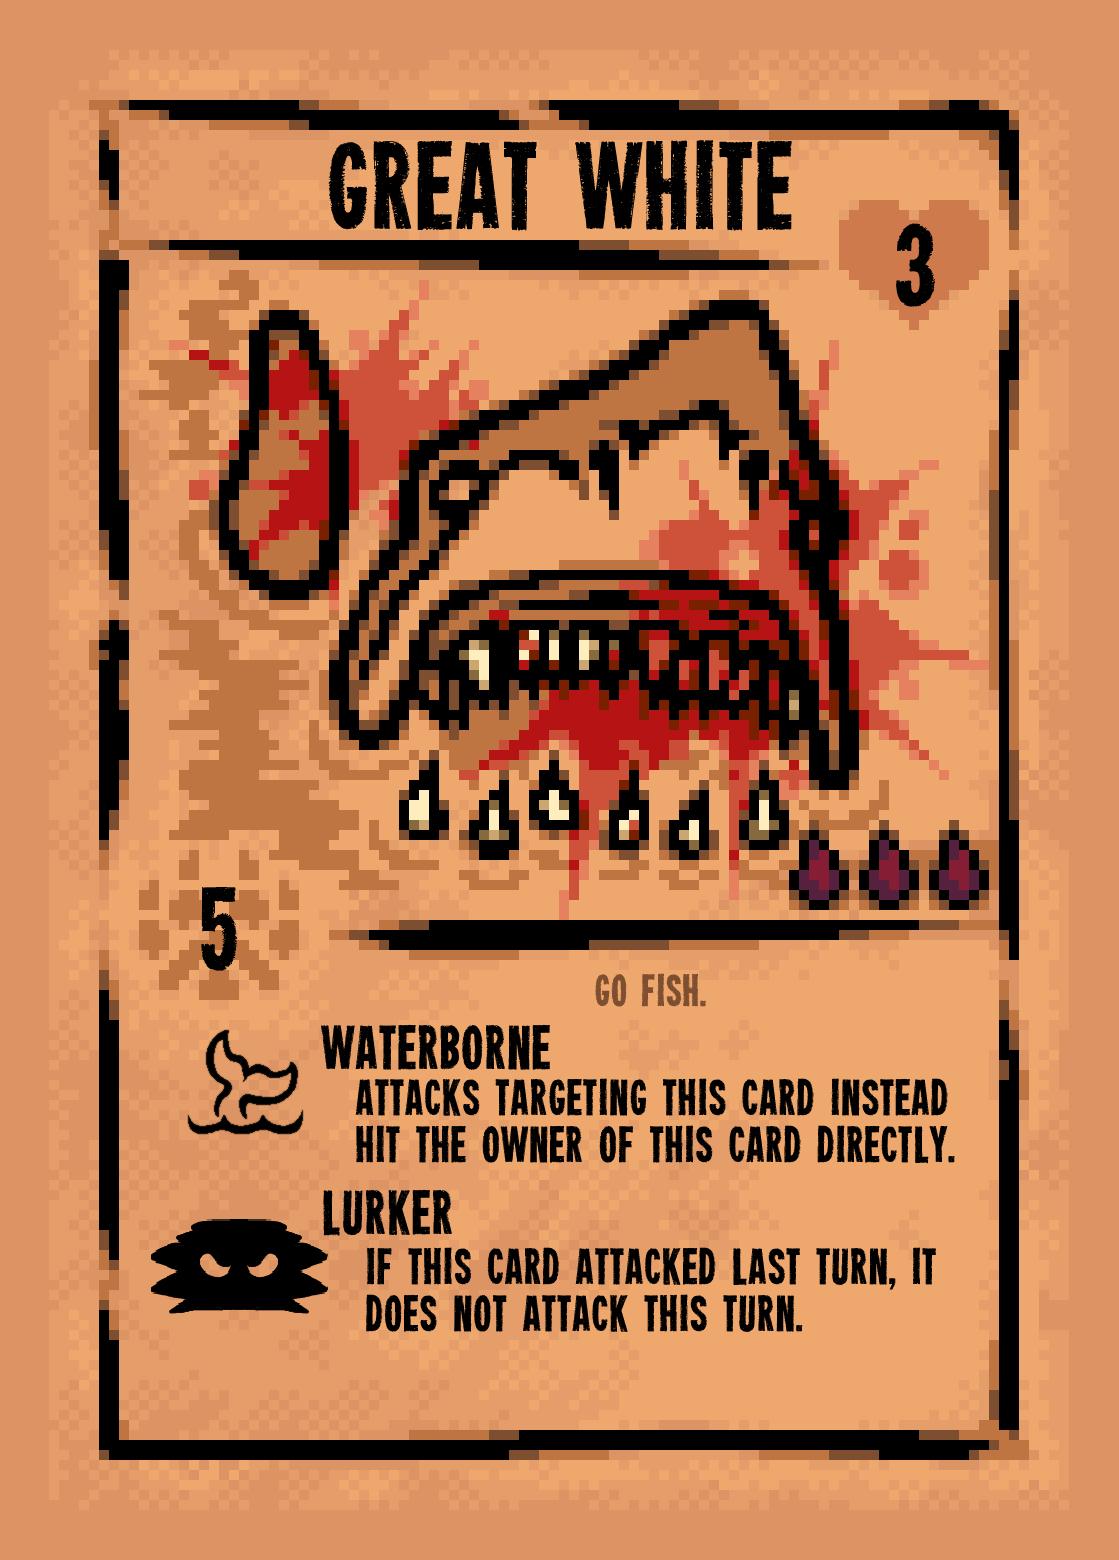 GREAT WHITE
3
5
GO FISH.
WATERBORNE
ATTACKS TARGETING THIS CARD INSTEAD
HIT THE OWNER OF THIS CARD DIRECTLY.
LURKER
IF THIS CARD ATTACKED LAST TURN, IT
DOES NOT ATTACK THIS TURN.